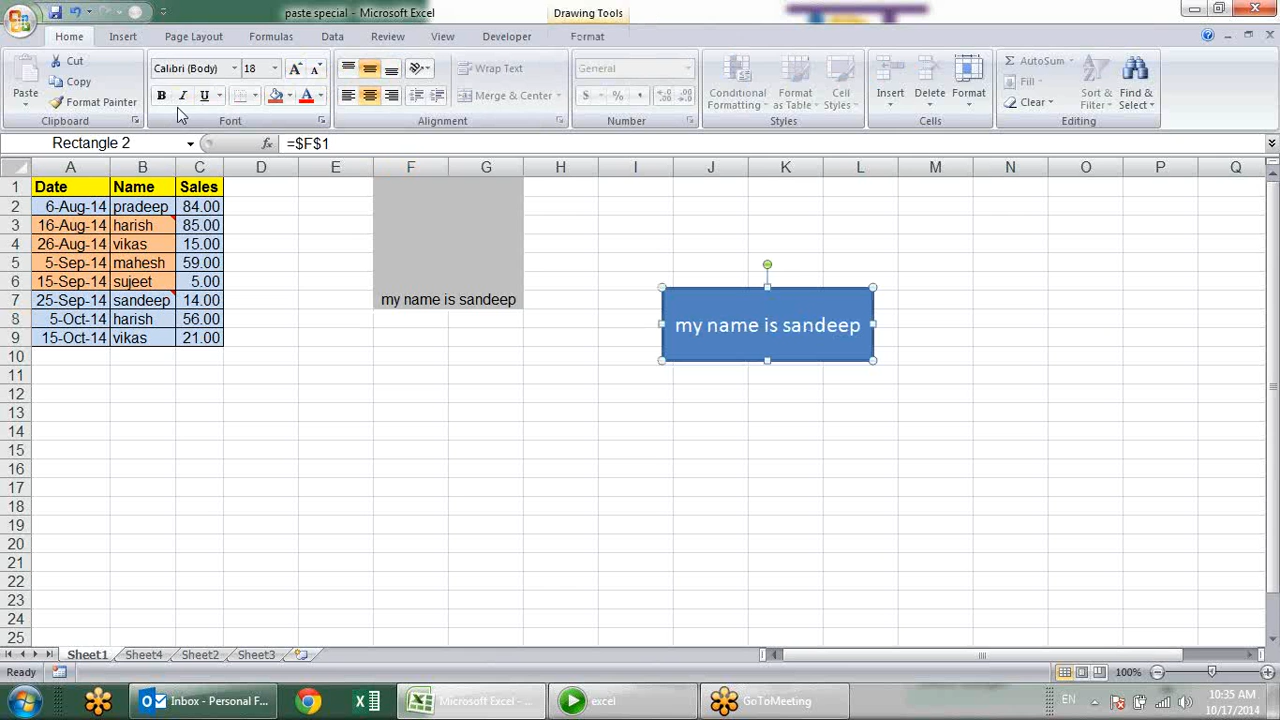 paste special - Microsoft Excel
Drawing Tools
Home Insert Page Layout Formulas Data Review View Developer Format
Cut
Copy
Format Painter
Paste
Clipboard
Calibri (Body) 18
B I U
A A
Font
Wrap Text
Merge & Center
Alignment
General
$ % ,
Number
Conditional Formatting
Format as Table
Cell Styles
Styles
Insert Delete Format
Cells
AutoSum
Fill
Clear
Sort & Filter
Find & Select
Editing
Rectangle 2 fx =$F$1
A B C D E F G H I J K L M N O P Q
1 Date Name Sales
2 6-Aug-14 pradeep 84.00
3 16-Aug-14 harish 85.00
4 26-Aug-14 vikas 15.00
5 5-Sep-14 mahesh 59.00
6 15-Sep-14 sujeet 5.00
7 25-Sep-14 sandeep 14.00 my name is sandeep
8 5-Oct-14 harish 56.00
9 15-Oct-14 vikas 21.00
my name is sandeep
10
11
12
13
14
15
16
17
18
19
20
21
22
23
24
25
Sheet1 Sheet4 Sheet2 Sheet3
Ready 100%
Inbox - Personal F... Microsoft Excel - ... excel GoToMeeting EN 10:35 AM
10/17/2014